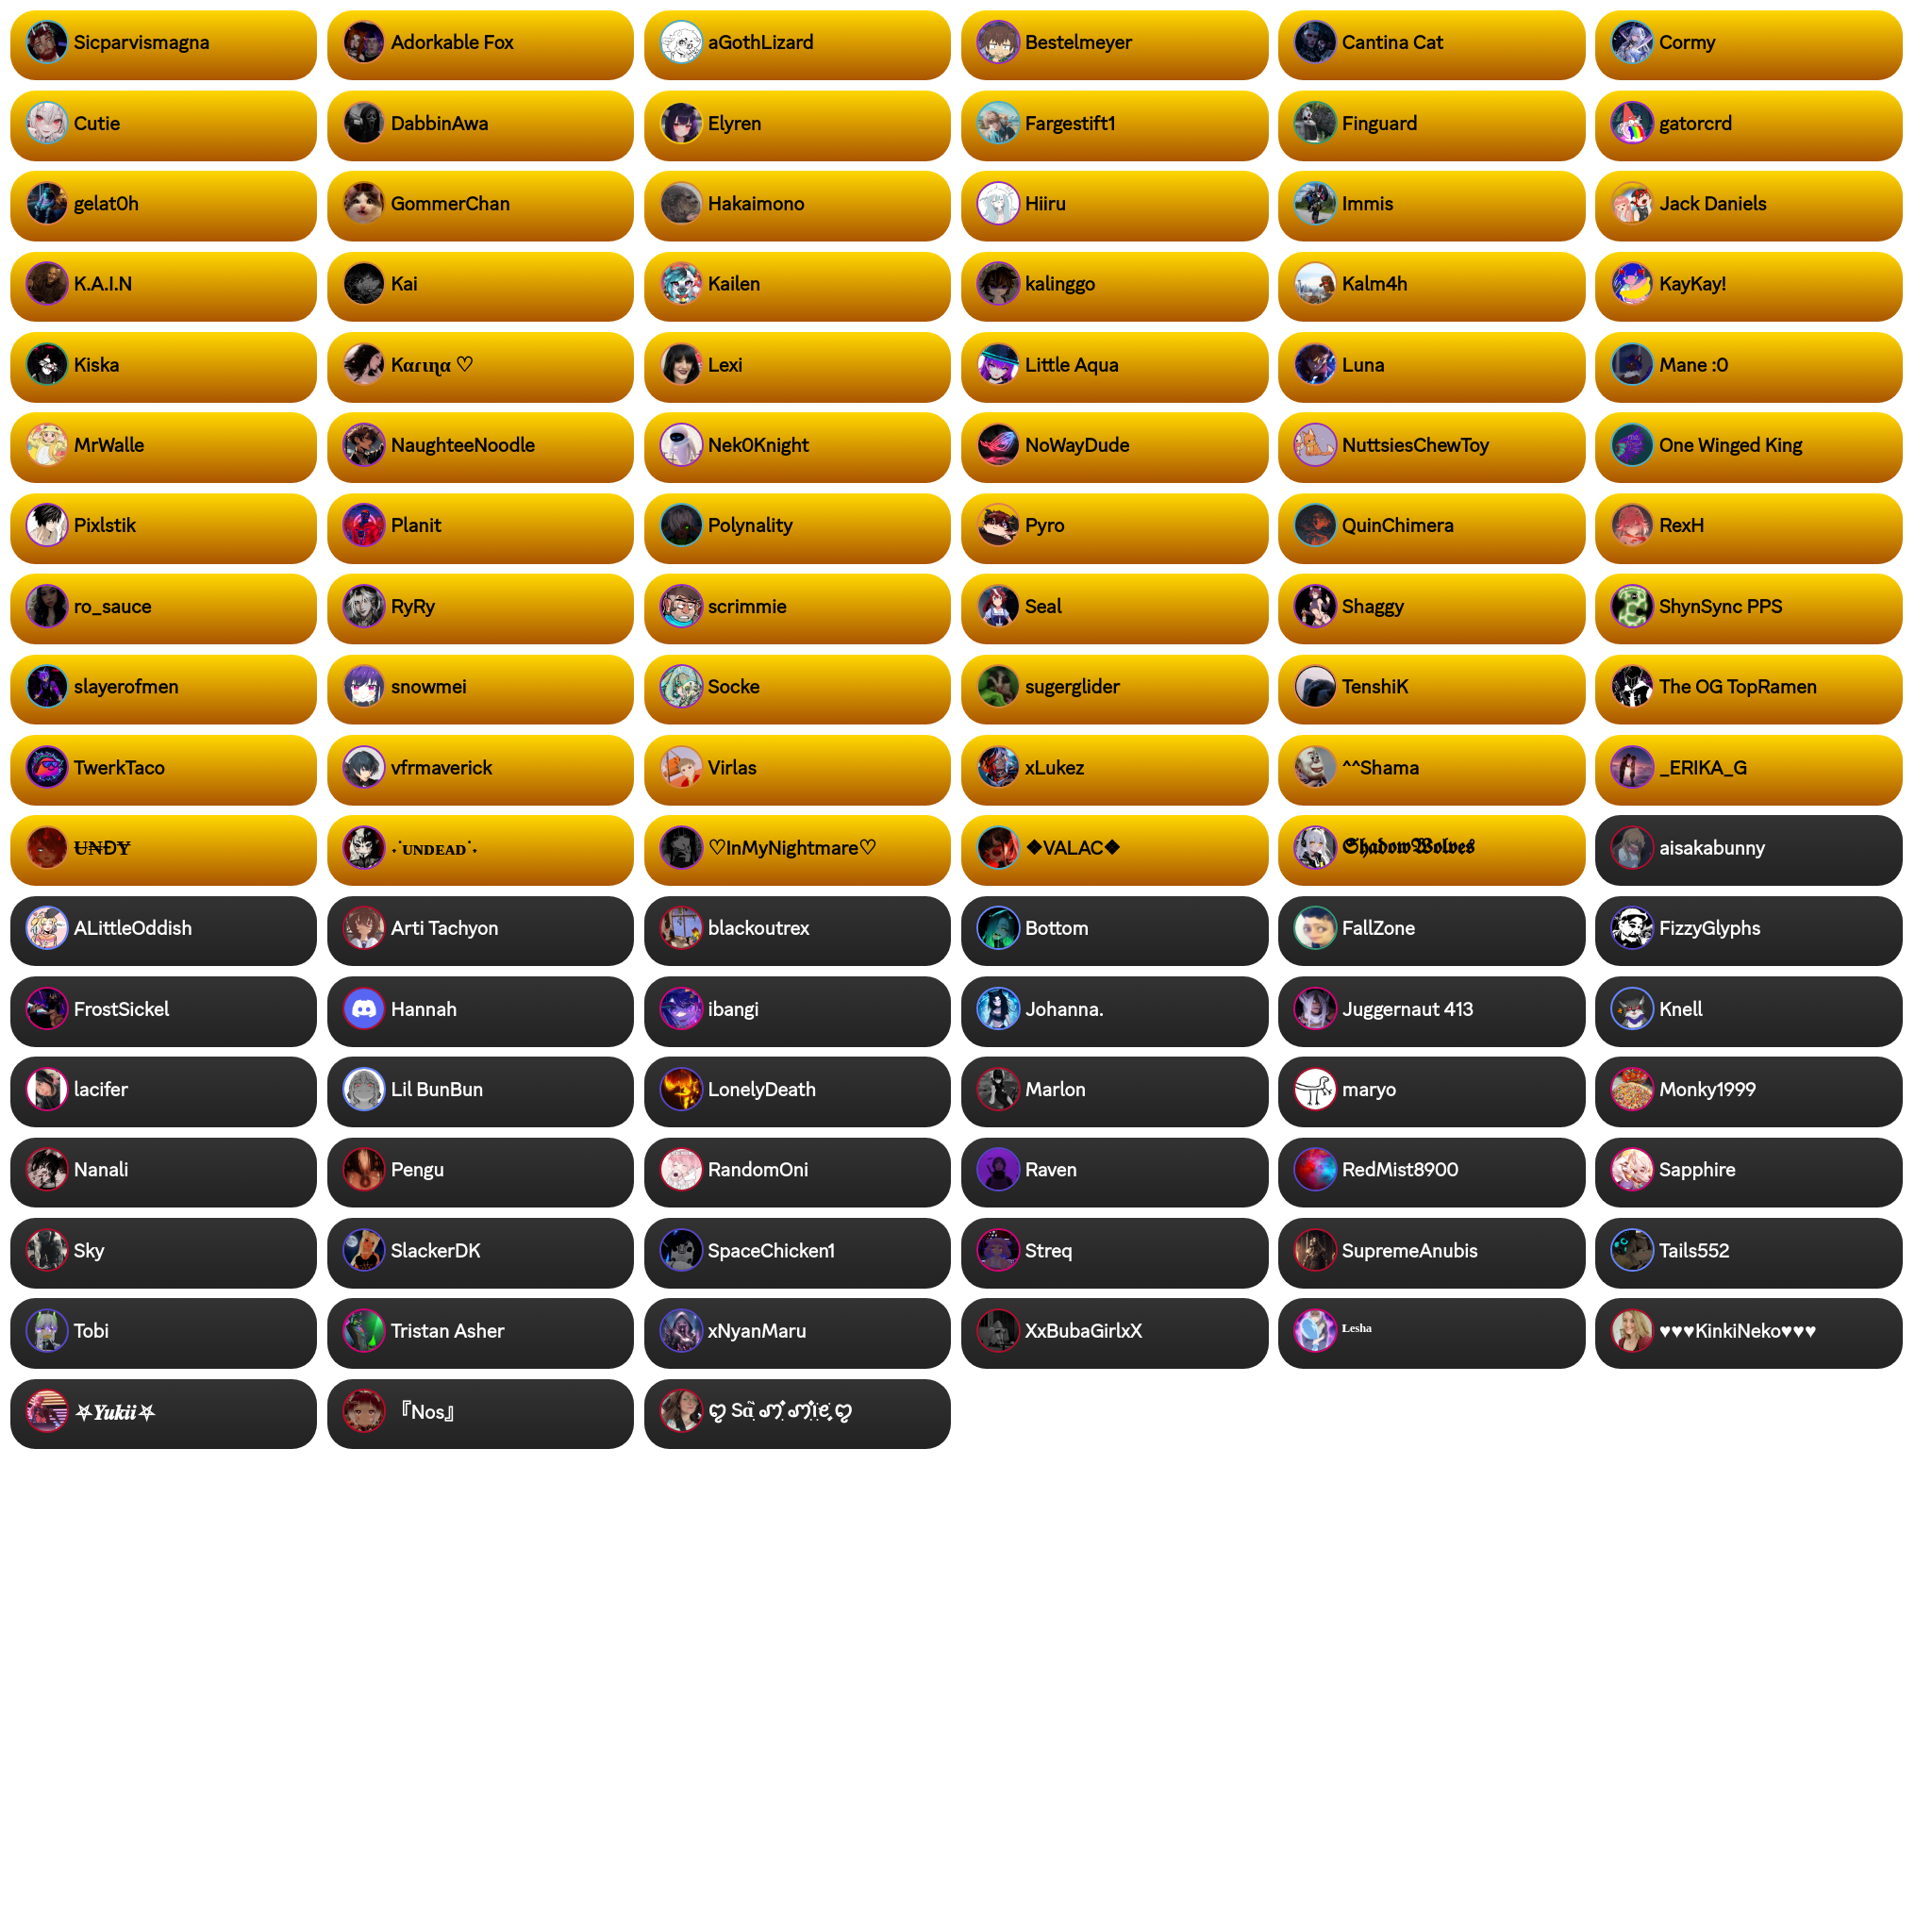 Sicparvismagna Adorkable Fox aGothLizard Bestelmeyer Cantina Cat Cormy
Cutie DabbinAwa Elyren Fargestift1 Finguard gatorcrd
gelat0h GommerChan Hakaimono Hiiru Immis Jack Daniels
K.A.I.N Kai Kailen kalinggo Kalm4h KayKay!
Kiska Kαɾιɳα ♡ Lexi Little Aqua Luna Mane :0
MrWalle NaughteeNoodle Nek0Knight NoWayDude NuttsiesChewToy One Winged King
Pixlstik Planit Polynality Pyro QuinChimera RexH
ro_sauce RyRy scrimmie Seal Shaggy ShynSync PPS
slayerofmen snowmei Socke sugerglider TenshiK The OG TopRamen
TwerkTaco vfrmaverick Virlas xLukez ^^Shama _ERIKA_G
U̶N̶D̶Y̶ ˖˙ᴜɴᴅᴇᴀᴅ˙˖ ♡InMyNightmare♡ ◆VALAC◆ 𝕾𝖍𝖆𝖉𝖔𝖜𝖂𝖔𝖑𝖛𝖊𝖘 aisakabunny
ALittleOddish Arti Tachyon blackoutrex Bottom FallZone FizzyGlyphs
FrostSickel Hannah ibangi Johanna. Juggernaut 413 Knell
lacifer Lil BunBun LonelyDeath Marlon maryo Monky1999
Nanali Pengu RandomOni Raven RedMist8900 Sapphire
Sky SlackerDK SpaceChicken1 Streq SupremeAnubis Tails552
Tobi Tristan Asher xNyanMaru XxBubaGirlxX ᴸᵉˢʰᵃ ♥♥♥KinkiNeko♥♥♥
⛧𝒀𝒖𝒌𝒊𝒊⛧ 『Nos』